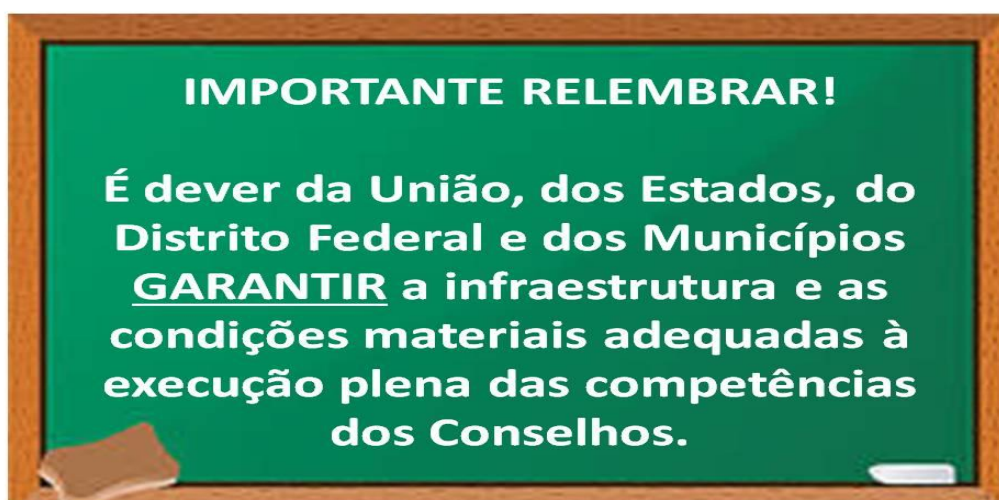 IMPORTANTE RELEMBRAR!
É dever da União, dos Estados, do
Distrito Federal e dos Municípios
GARANTIR a infraestrutura e as
condições materiais adequadas à
execução plena das competências
dos Conselhos.